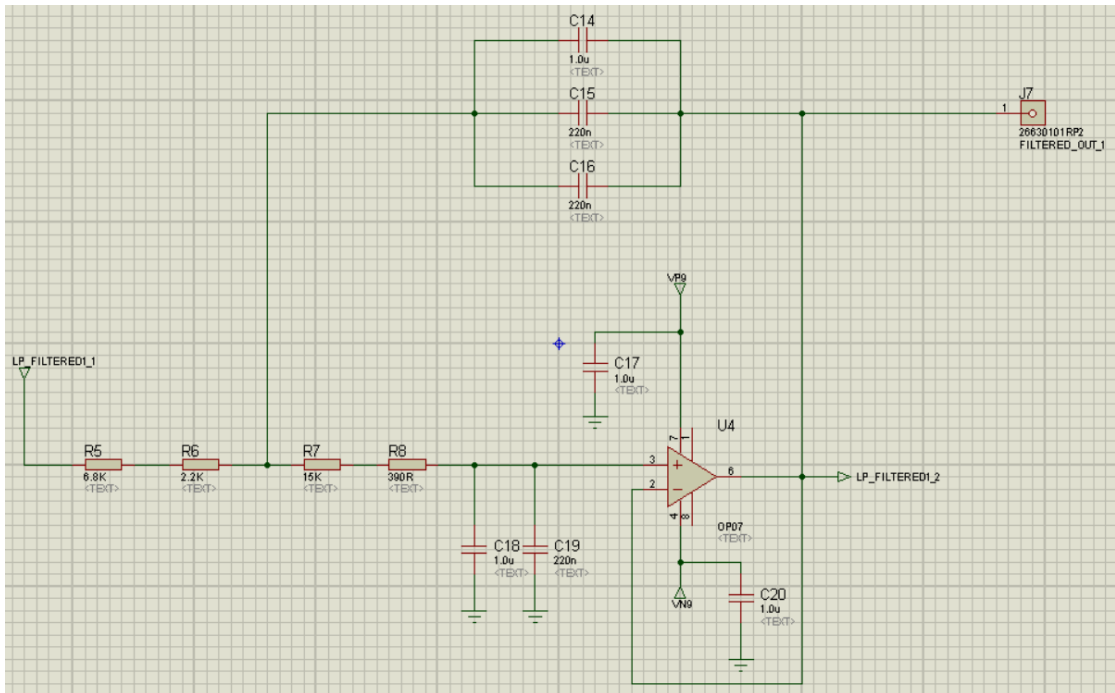 C14
1.0u
<TEXT>
C15
220n
<TEXT>
C16
220n
<TEXT>
J7
1
26630101RP2
FILTERED_OUT_1
VP9
C17
1.0u
<TEXT>
LP_FILTERED1_1
R5
6.8K
<TEXT>
R6
2.2K
<TEXT>
R7
15K
<TEXT>
R8
390R
<TEXT>
U4
7
1
3
2
6
4
8
OP07
<TEXT>
LP_FILTERED1_2
C18
1.0u
<TEXT>
C19
220n
<TEXT>
VN9
C20
1.0u
<TEXT>